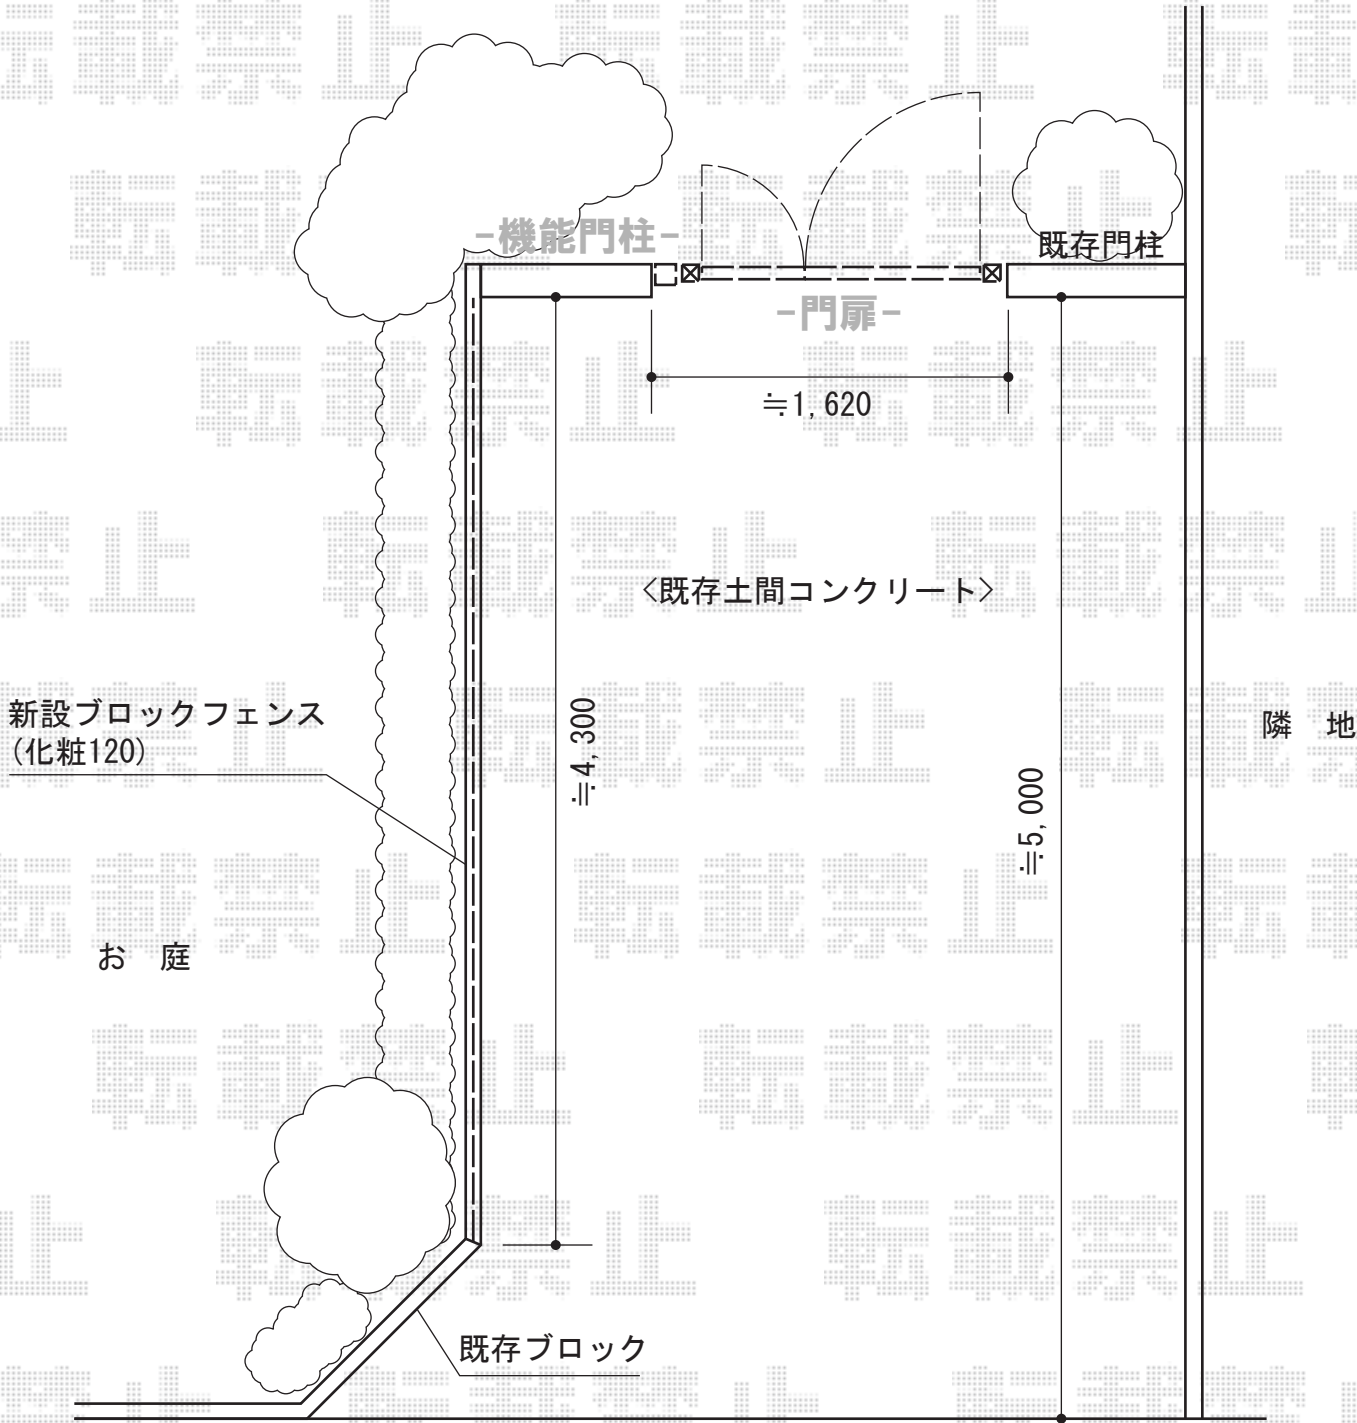 -機能門柱-
既存門柱
-門扉-
≒1,620
<既存土間コンクリート>
新設ブロックフェンス
(化粧120)
≒4,300
隣 地
≒5,000
お 庭
既存ブロック
転載禁止